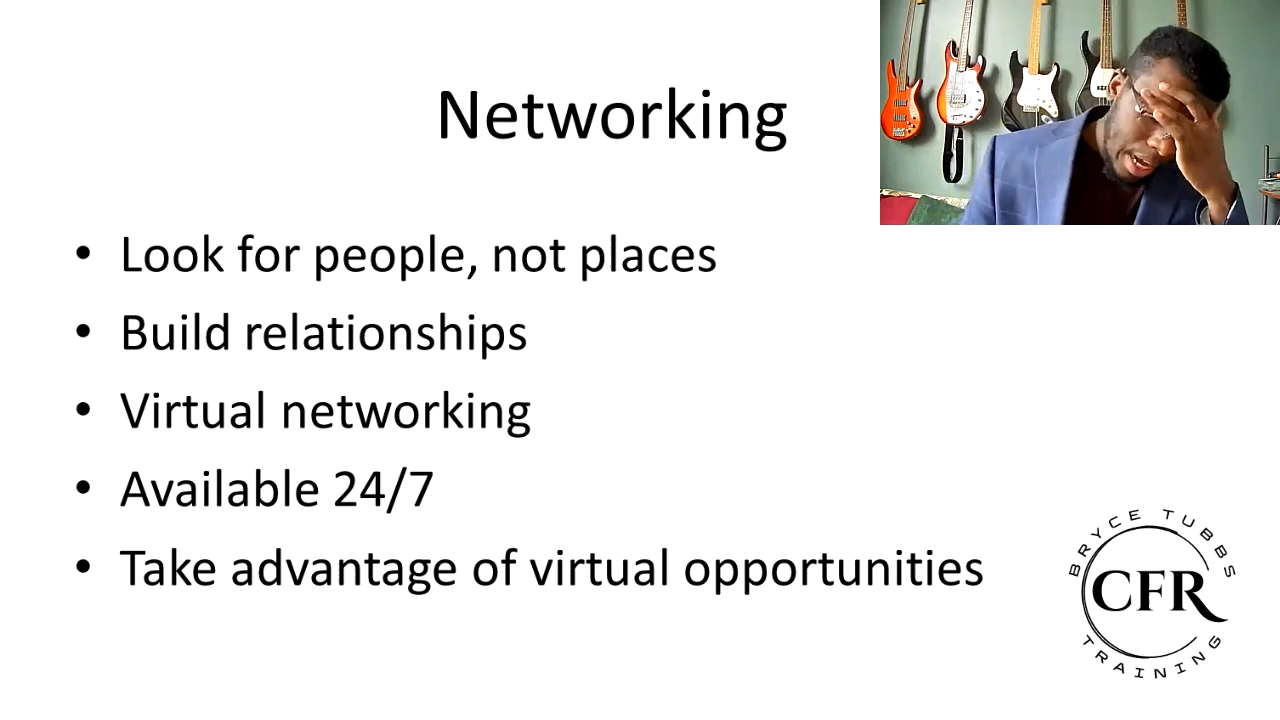 Networking
• Look for people, not places
• Build relationships
• Virtual networking
• Available 24/7
• Take advantage of virtual opportunities
BRYCE TUBBS
CFR
TRAINING